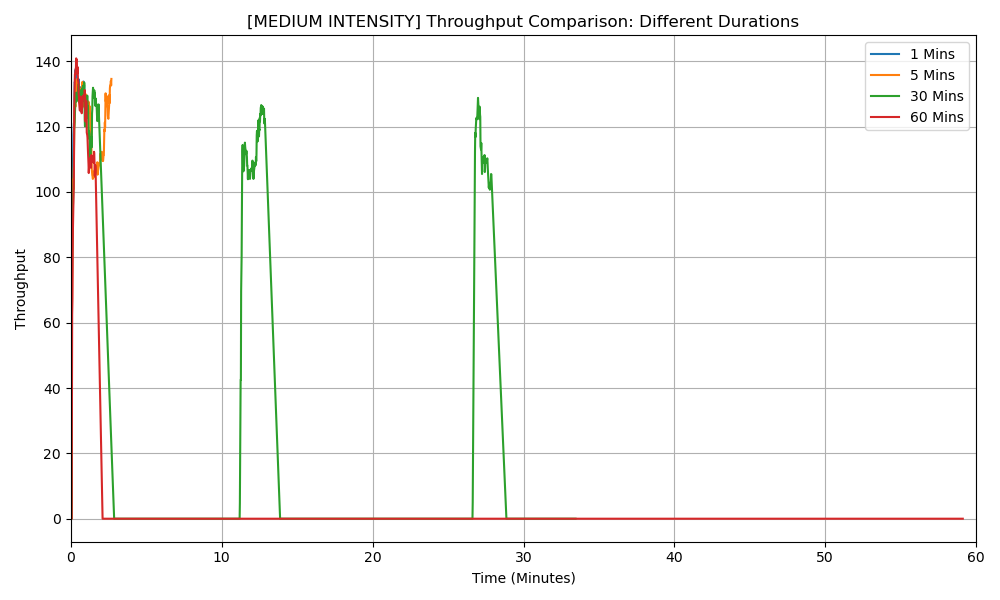 [MEDIUM INTENSITY] Throughput Comparison: Different Durations
1 Mins
5 Mins
30 Mins
60 Mins
140
120
100
80
60
40
20
0
Throughput
0 10 20 30 40 50 60
Time (Minutes)